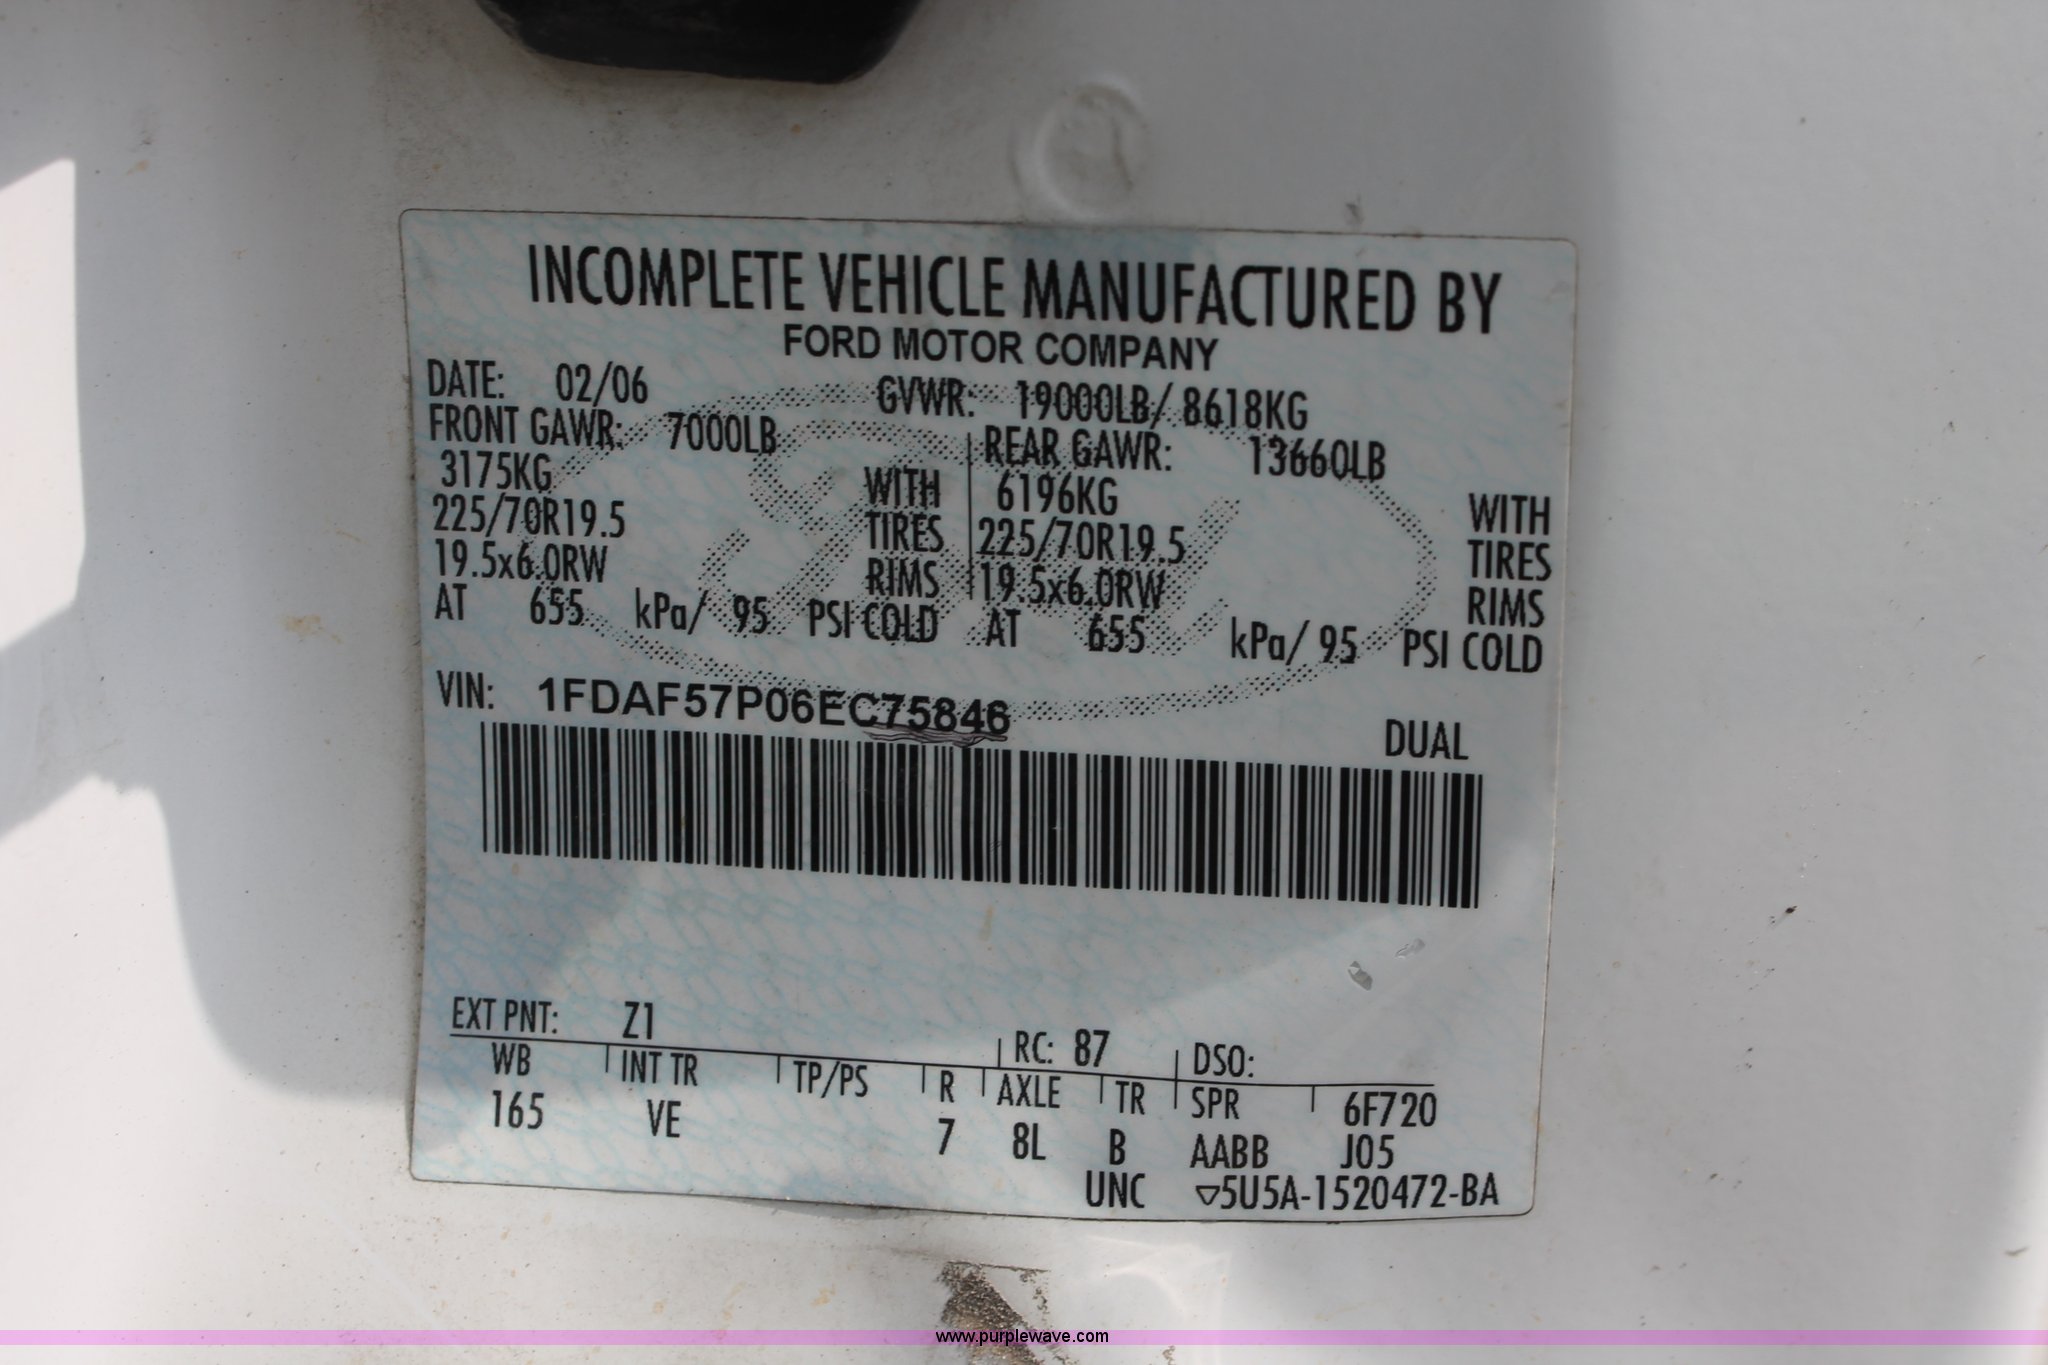 INCOMPLETE VEHICLE MANUFACTURED BY
FORD MOTOR COMPANY
DATE: 02/06 GVWR: 19000LB/ 8618KG
FRONT GAWR: 7000LB REAR GAWR: 13660LB
3175KG WITH 6196KG WITH
225/70R19.5 TIRES 225/70R19.5 TIRES
19.5x6.0RW RIMS 19.5x6.0RW RIMS
AT 655 kPa/ 95 PSI COLD AT 655 kPa/ 95 PSI COLD
VIN: 1FDAF57P06EC75846
DUAL
EXT PNT: Z1 RC: 87 DSO:
WB INT TR TP/PS R AXLE TR SPR 6F720
165 VE 7 8L B AABB J05
UNC ▽5U5A-1520472-BA
www.purplewave.com